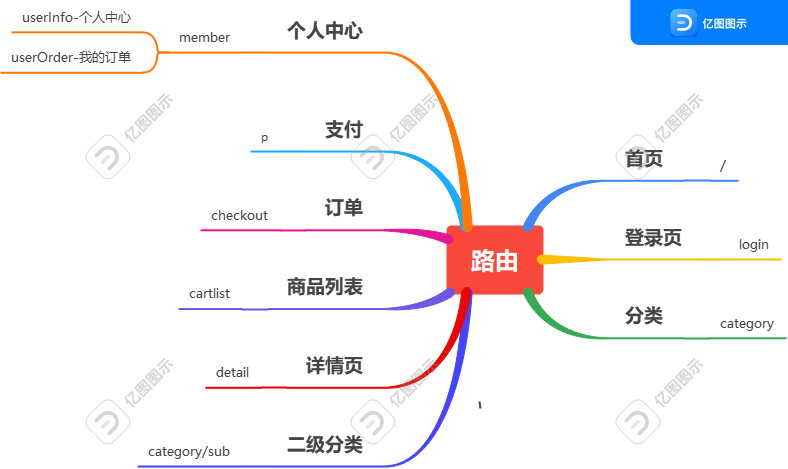 亿图图示
路由
首页
/
登录页
login
分类
category
个人中心
member
userInfo-个人中心
userOrder-我的订单
支付
p
订单
checkout
商品列表
cartlist
详情页
detail
二级分类
category/sub
亿图图示
亿图图示
亿图图示
亿图图示
亿图图示
亿图图示